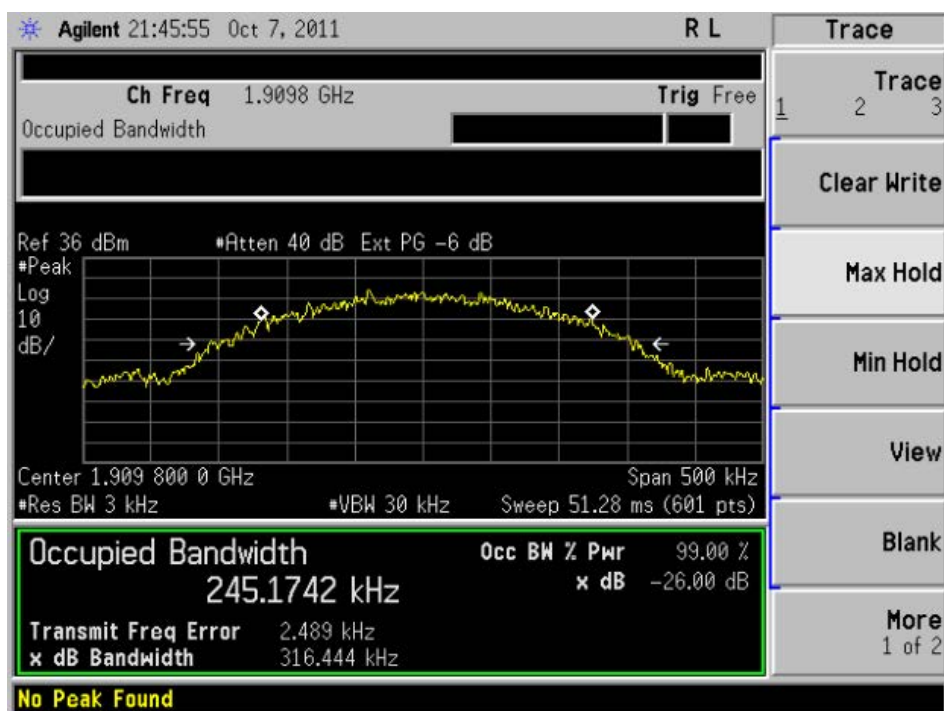 Agilent 21:45:55 Oct 7, 2011 R L
Trace
Ch Freq 1.9098 GHz Trig Free
Occupied Bandwidth
Trace
1 2 3
Clear Write
Ref 36 dBm #Atten 40 dB Ext PG -6 dB
#Peak
Log
10
dB/
Max Hold
Min Hold
View
Center 1.909 800 0 GHz Span 500 kHz
#Res BW 3 kHz #VBW 30 kHz Sweep 51.28 ms (601 pts)
Blank
Occupied Bandwidth Occ BW % Pwr 99.00 %
245.1742 kHz x dB -26.00 dB
Transmit Freq Error 2.489 kHz
x dB Bandwidth 316.444 kHz
More
1 of 2
No Peak Found